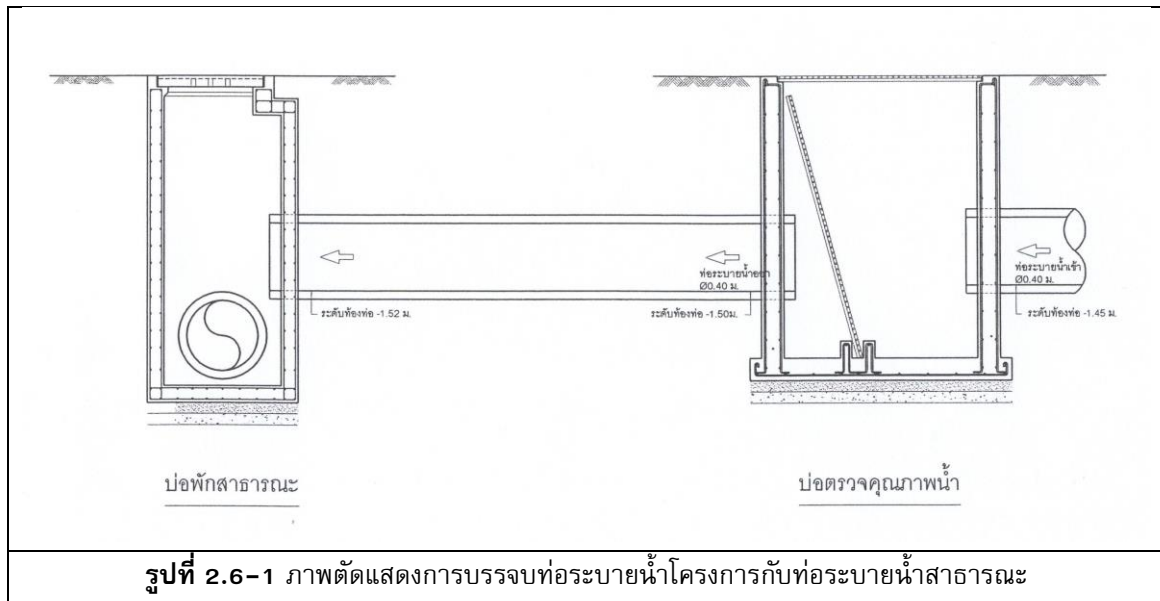 ท่อระบายน้ำออก
Ø0.40 ม.
ท่อระบายน้ำเข้า
Ø0.40 ม.
ระดับท้องท่อ -1.52 ม.
ระดับท้องท่อ -1.50ม.
ระดับท้องท่อ -1.45 ม.
บ่อพักสาธารณะ
บ่อตรวจคุณภาพน้ำ
รูปที่ 2.6-1 ภาพตัดแสดงการบรรจบท่อระบายน้ำโครงการกับท่อระบายน้ำสาธารณะ